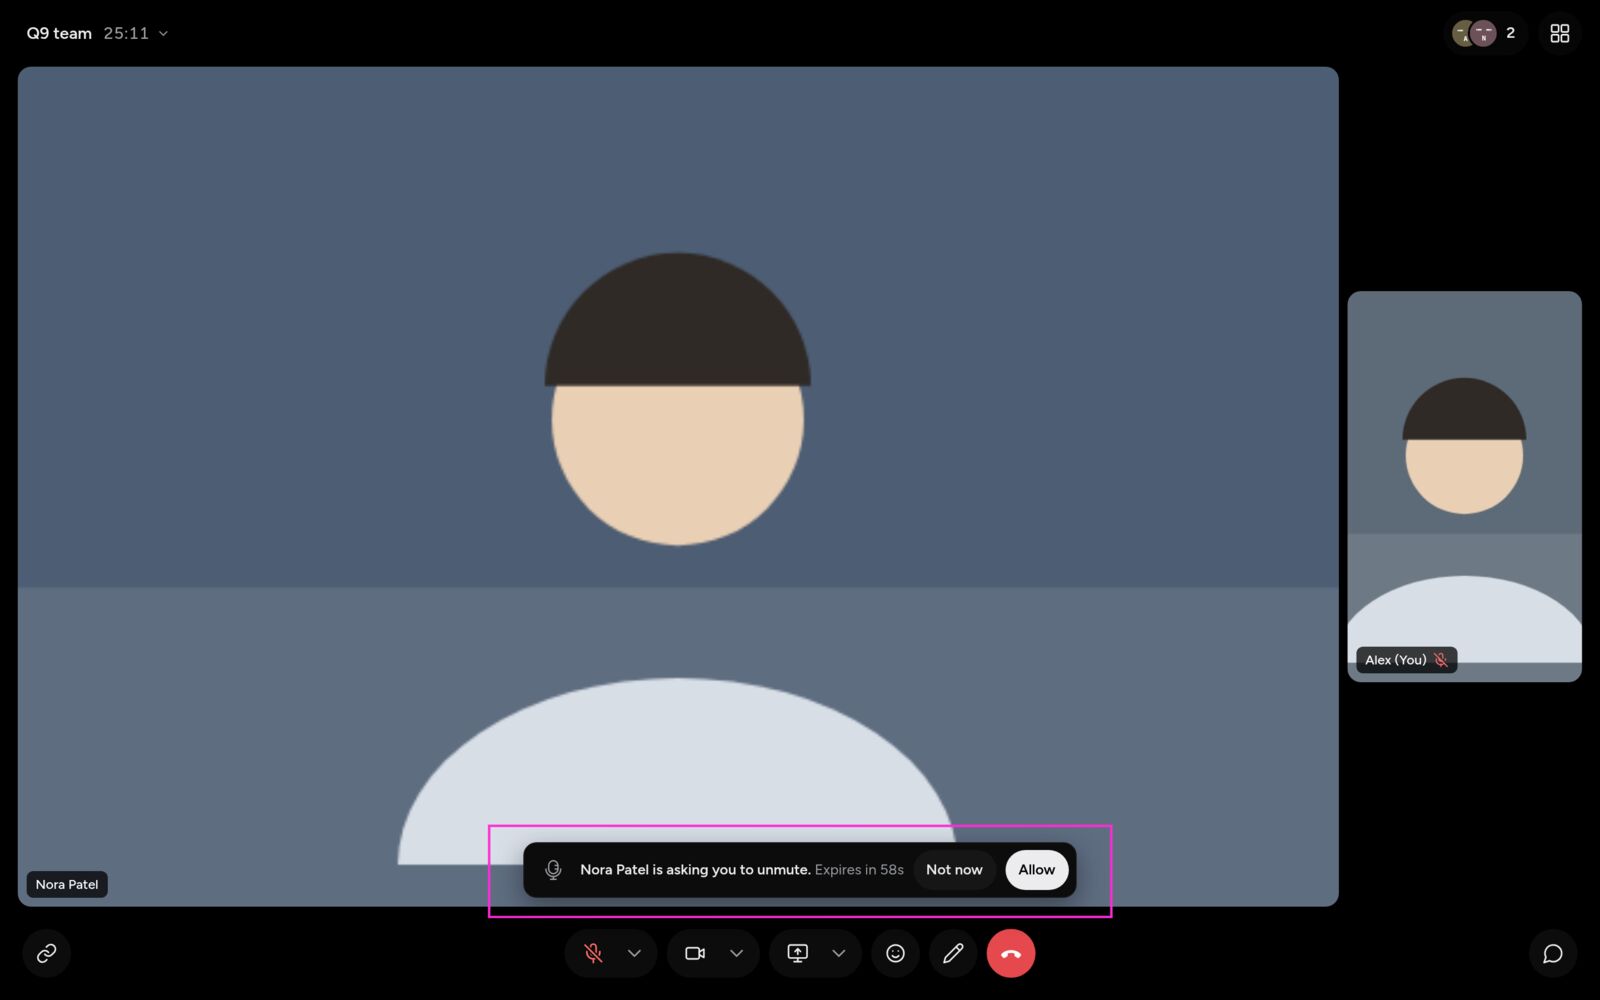 Q9 team 25:11
A N 2
Alex (You)
Nora Patel is asking you to unmute. Expires in 58s Not now Allow
Nora Patel